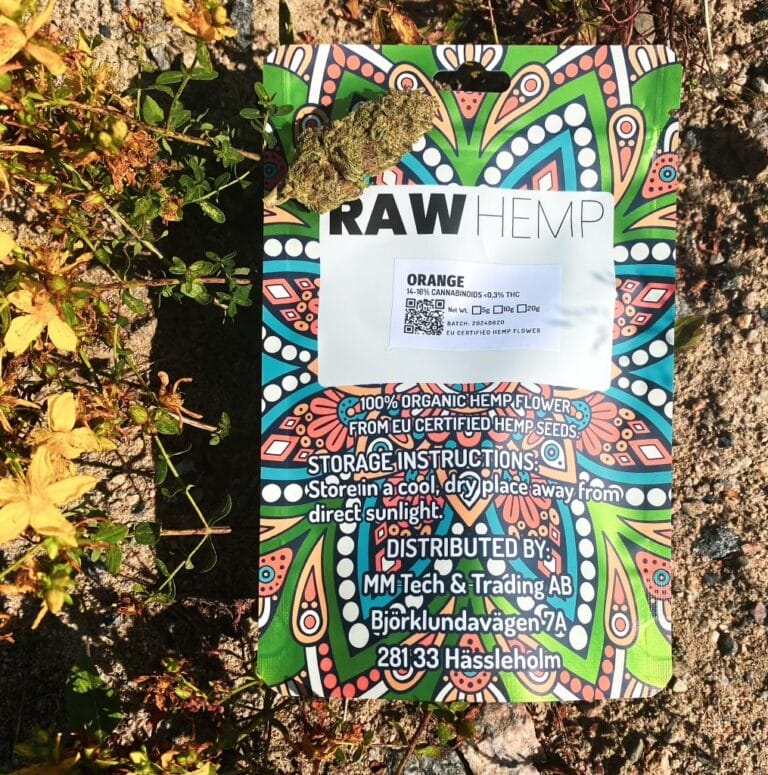 RAW HEMP
ORANGE
14-16% CANNABINOIDS <0,3% THC
Net Wt. 5g 10g 20g
BATCH: 20240620
EU CERTIFIED HEMP FLOWER
100% ORGANIC HEMP FLOWER
FROM EU CERTIFIED HEMP SEEDS.
STORAGE INSTRUCTIONS:
Store in a cool, dry place away from
direct sunlight.
DISTRIBUTED BY:
MM Tech & Trading AB
Björklundavägen 7A
281 33 Hässleholm